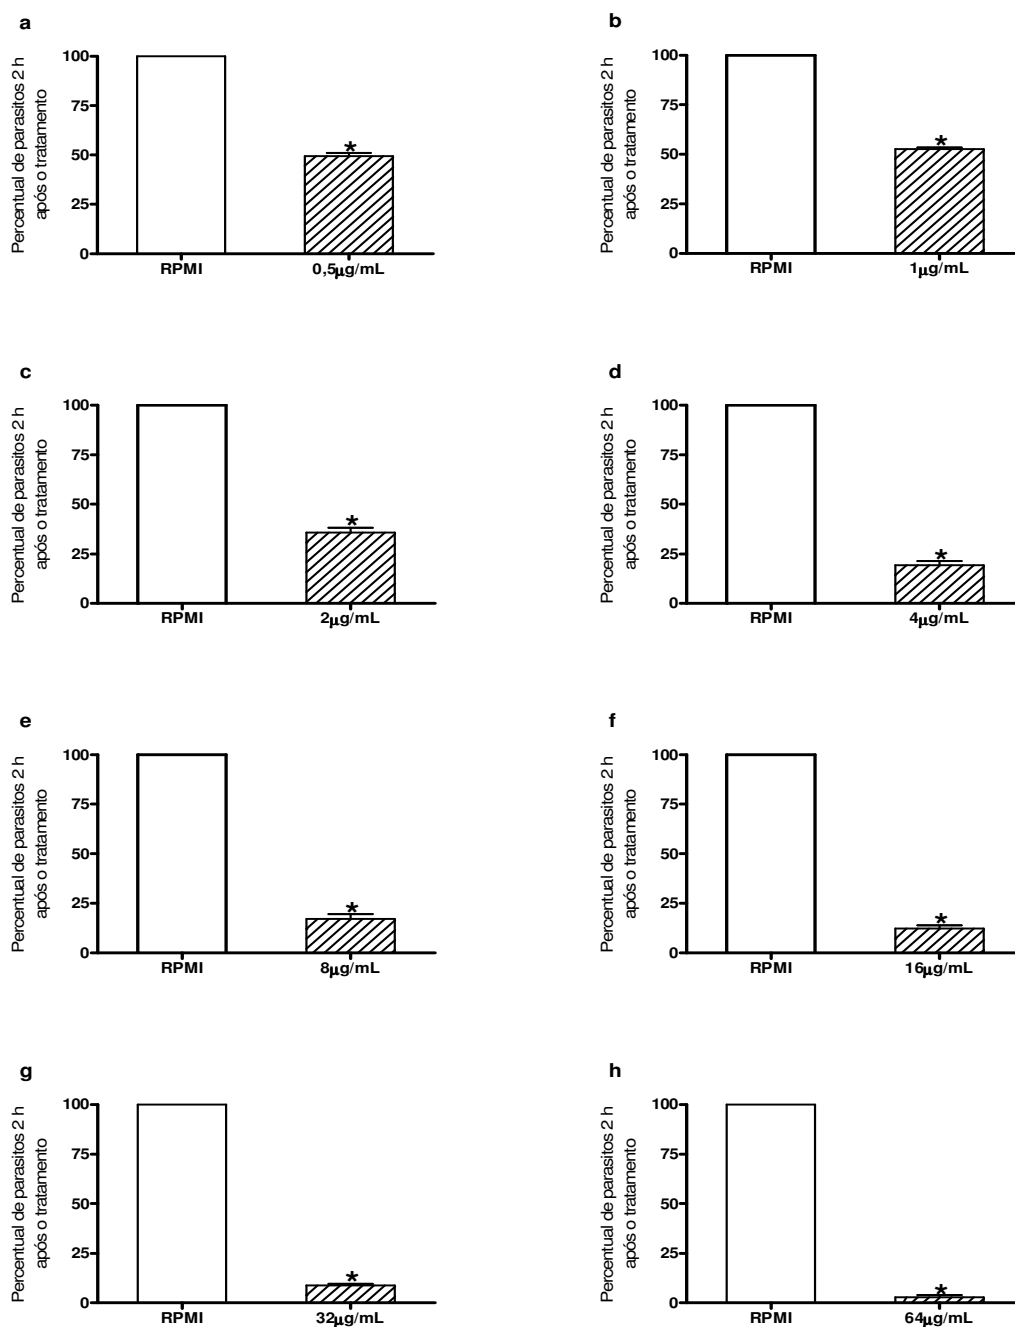 a
Percentual de parasitos 2 h
após o tratamento
100
75
50
25
0
*
RPMI
0,5µg/mL
b
Percentual de parasitos 2 h
após o tratamento
100
75
50
25
0
*
RPMI
1µg/mL
c
Percentual de parasitos 2 h
após o tratamento
100
75
50
25
0
*
RPMI
2µg/mL
d
Percentual de parasitos 2 h
após o tratamento
100
75
50
25
0
*
RPMI
4µg/mL
e
Percentual de parasitos 2 h
após o tratamento
100
75
50
25
0
*
RPMI
8µg/mL
f
Percentual de parasitos 2 h
após o tratamento
100
75
50
25
0
*
RPMI
16µg/mL
g
Percentual de parasitos 2 h
após o tratamento
100
75
50
25
0
*
RPMI
32µg/mL
h
Percentual de parasitos 2 h
após o tratamento
100
75
50
25
0
*
RPMI
64µg/mL